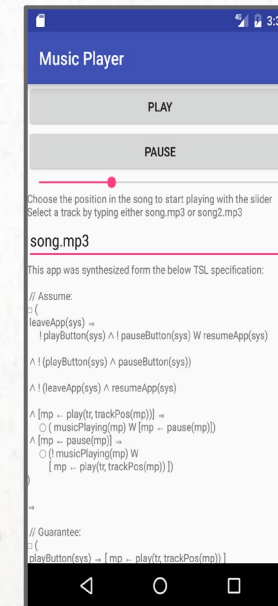 4G 3:3
Music Player
PLAY
PAUSE
Choose the position in the song to start playing with the slider
Select a track by typing either song.mp3 or song2.mp3
song.mp3
This app was synthesized form the below TSL specification:
// Assume:
□ (
leaveApp(sys) ⇒
! playButton(sys) ∧ ! pauseButton(sys) W resumeApp(sys)
∧ ! (playButton(sys) ∧ pauseButton(sys))
∧ ! (leaveApp(sys) ∧ resumeApp(sys)
∧ [mp ← play(tr, trackPos(mp))] ⇒
○ ( musicPlaying(mp) W [mp ← pause(mp)])
∧ [mp ← pause(mp)] ⇒
○ (! musicPlaying(mp) W
[ mp ← play(tr, trackPos(mp)) ])
)
⇒
// Guarantee:
□ (
playButton(sys) ⇒ [ mp ← play(tr, trackPos(mp)) ]